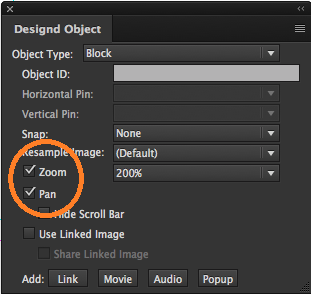 Designd Object
Object Type: Block
Object ID:
Horizontal Pin:
Vertical Pin:
Snap: None
Resample Image: (Default)
Zoom 200%
Pan
Hide Scroll Bar
Use Linked Image
Share Linked Image
Add: Link Movie Audio Popup